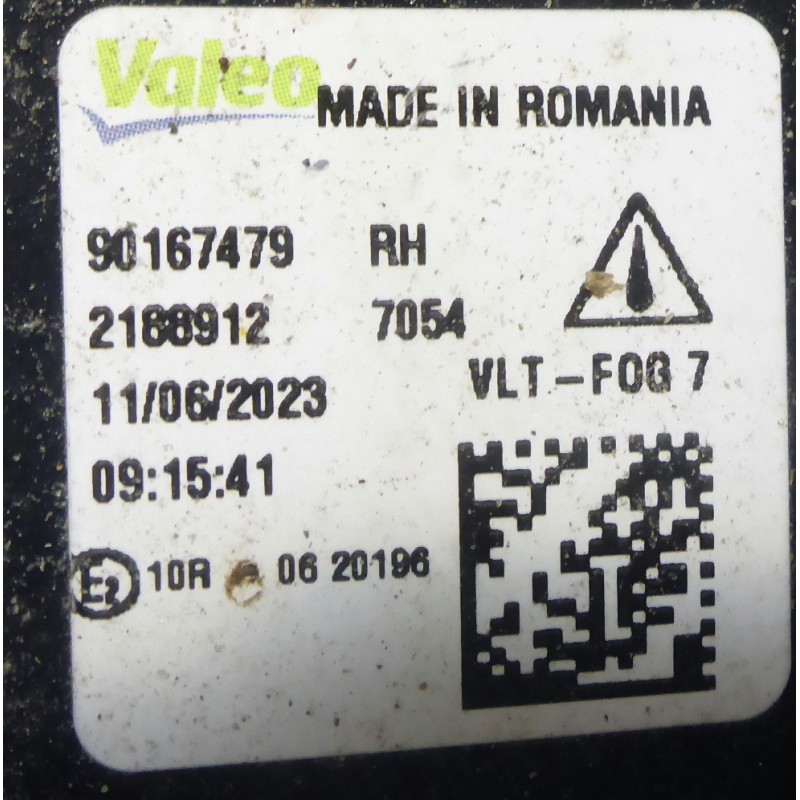 Valeo MADE IN ROMANIA
90167479 RH
2188912 7054
VLT-FOG 7
11/06/2023
09:15:41
E2 10R 06 20196